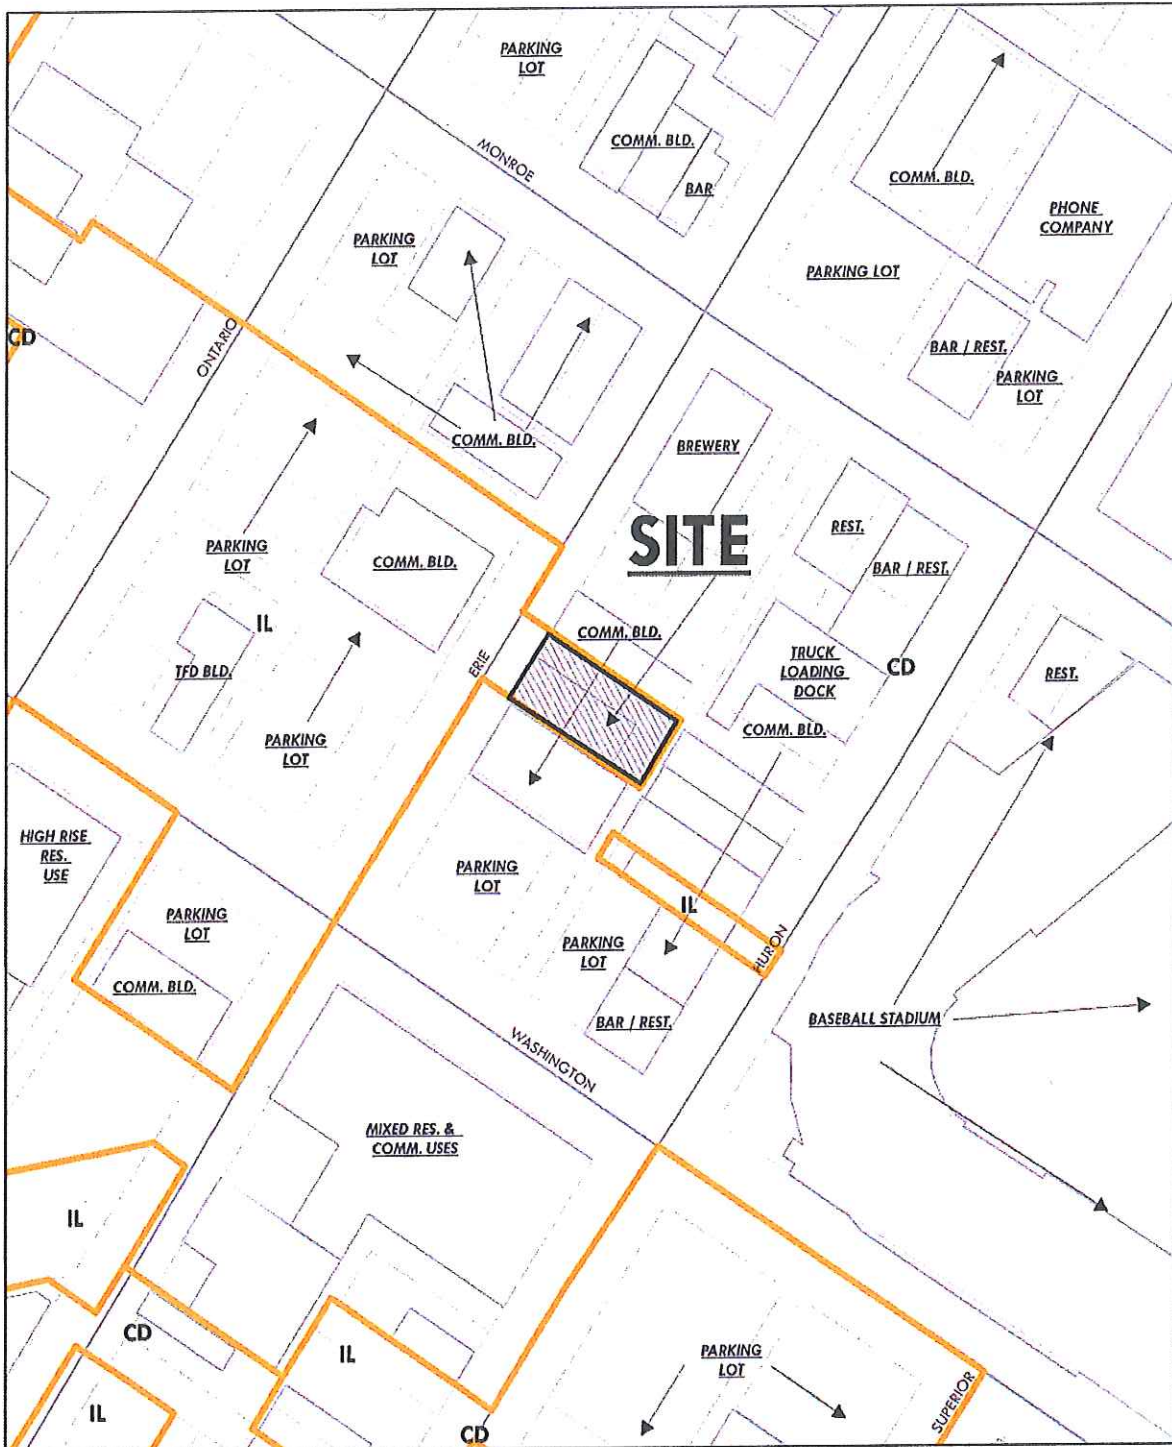 PARKING
LOT
MONROE
COMM. BLD.
BAR
COMM. BLD.
PHONE
COMPANY
PARKING
LOT
PARKING LOT
CD
ONTARIO
BAR / REST.
PARKING
LOT
COMM. BLD.
BREWERY
SITE
REST.
BAR / REST.
PARKING
LOT
COMM. BLD.
IL
COMM. BLD.
TFD BLD.
ERIE
TRUCK
LOADING
DOCK
CD
REST.
PARKING
LOT
COMM. BLD.
HIGH RISE
RES.
USE
PARKING
LOT
PARKING
LOT
IL
PARKING
LOT
HURON
COMM. BLD.
BAR / REST.
BASEBALL STADIUM
WASHINGTON
MIXED RES. &
COMM. USES
IL
CD
IL
PARKING
LOT
SUPERIOR
IL
CD